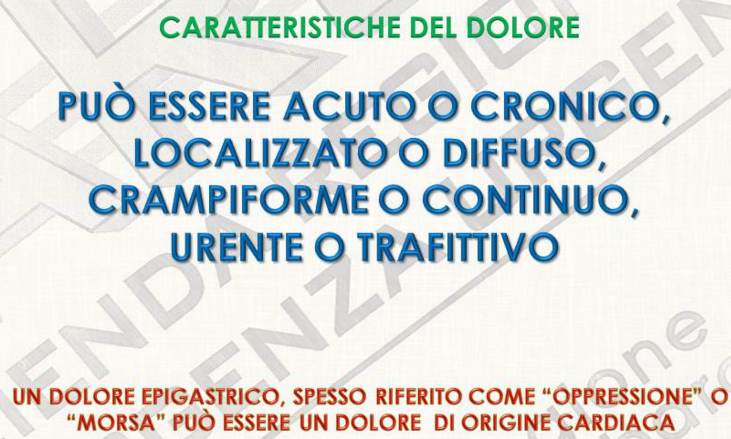 CARATTERISTICHE DEL DOLORE
PUÒ ESSERE ACUTO O CRONICO,
LOCALIZZATO O DIFFUSO,
CRAMPIFORME O CONTINUO,
URENTE O TRAFITTIVO
UN DOLORE EPIGASTRICO, SPESSO RIFERITO COME “OPPRESSIONE” O
“MORSA” PUÒ ESSERE UN DOLORE DI ORIGINE CARDIACA